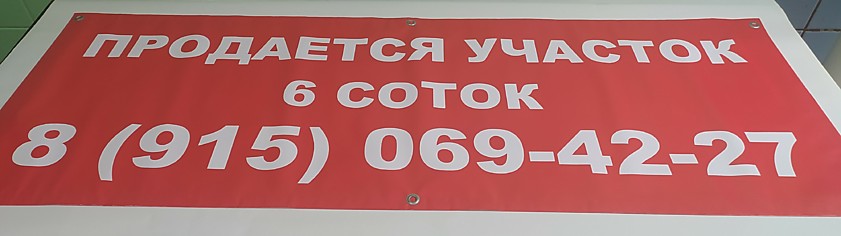 ПРОДАЕТСЯ УЧАСТОК
6 СОТОК
8 (915) 069-42-27